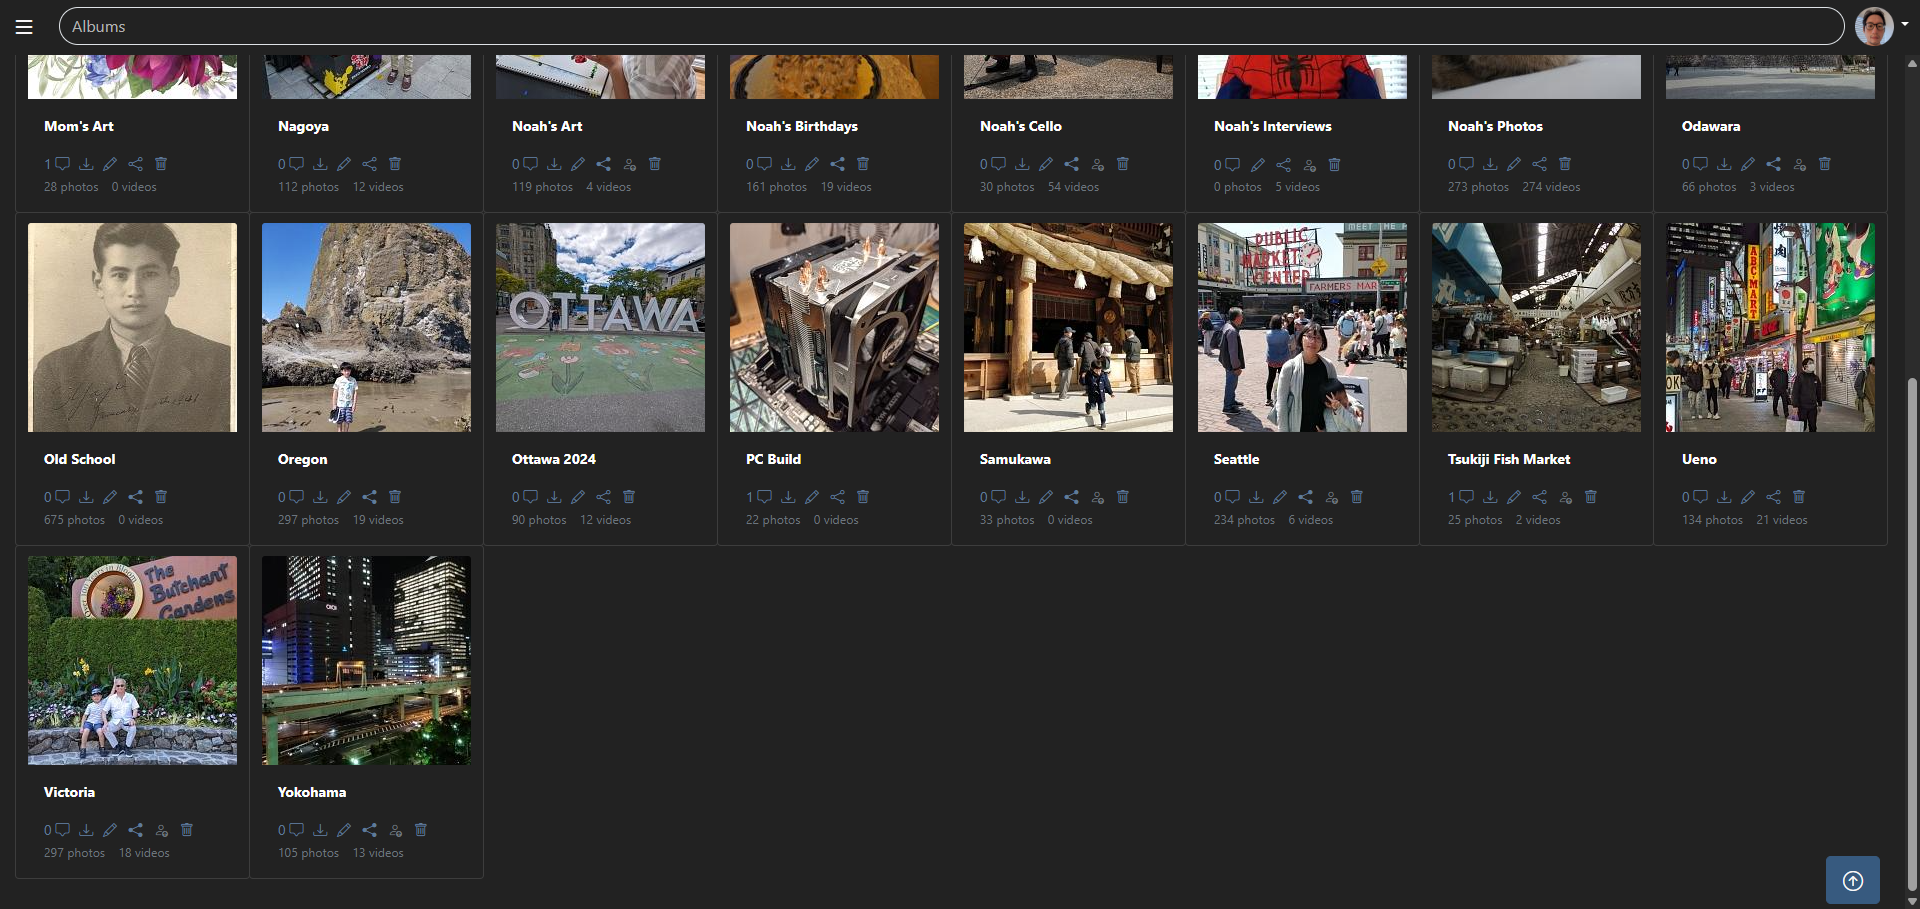 Albums
Mom's Art
1
28 photos 0 videos
Nagoya
0
112 photos 12 videos
Noah's Art
0
119 photos 4 videos
Noah's Birthdays
0
161 photos 19 videos
Noah's Cello
0
30 photos 54 videos
Noah's Interviews
0
0 photos 5 videos
Noah's Photos
0
273 photos 274 videos
Odawara
0
66 photos 3 videos
Old School
0
675 photos 0 videos
Oregon
0
297 photos 19 videos
OTTAWA
Ottawa 2024
0
90 photos 12 videos
PC Build
1
22 photos 0 videos
Samukawa
0
33 photos 0 videos
MEET THE
PUBLIC
MARKET
CENTER
FARMERS MAR
Seattle
0
234 photos 6 videos
Tsukiji Fish Market
1
25 photos 2 videos
ABC-MART
OK
Ueno
0
134 photos 21 videos
The
Butchart
Gardens
Victoria
0
297 photos 18 videos
Yokohama
0
105 photos 13 videos